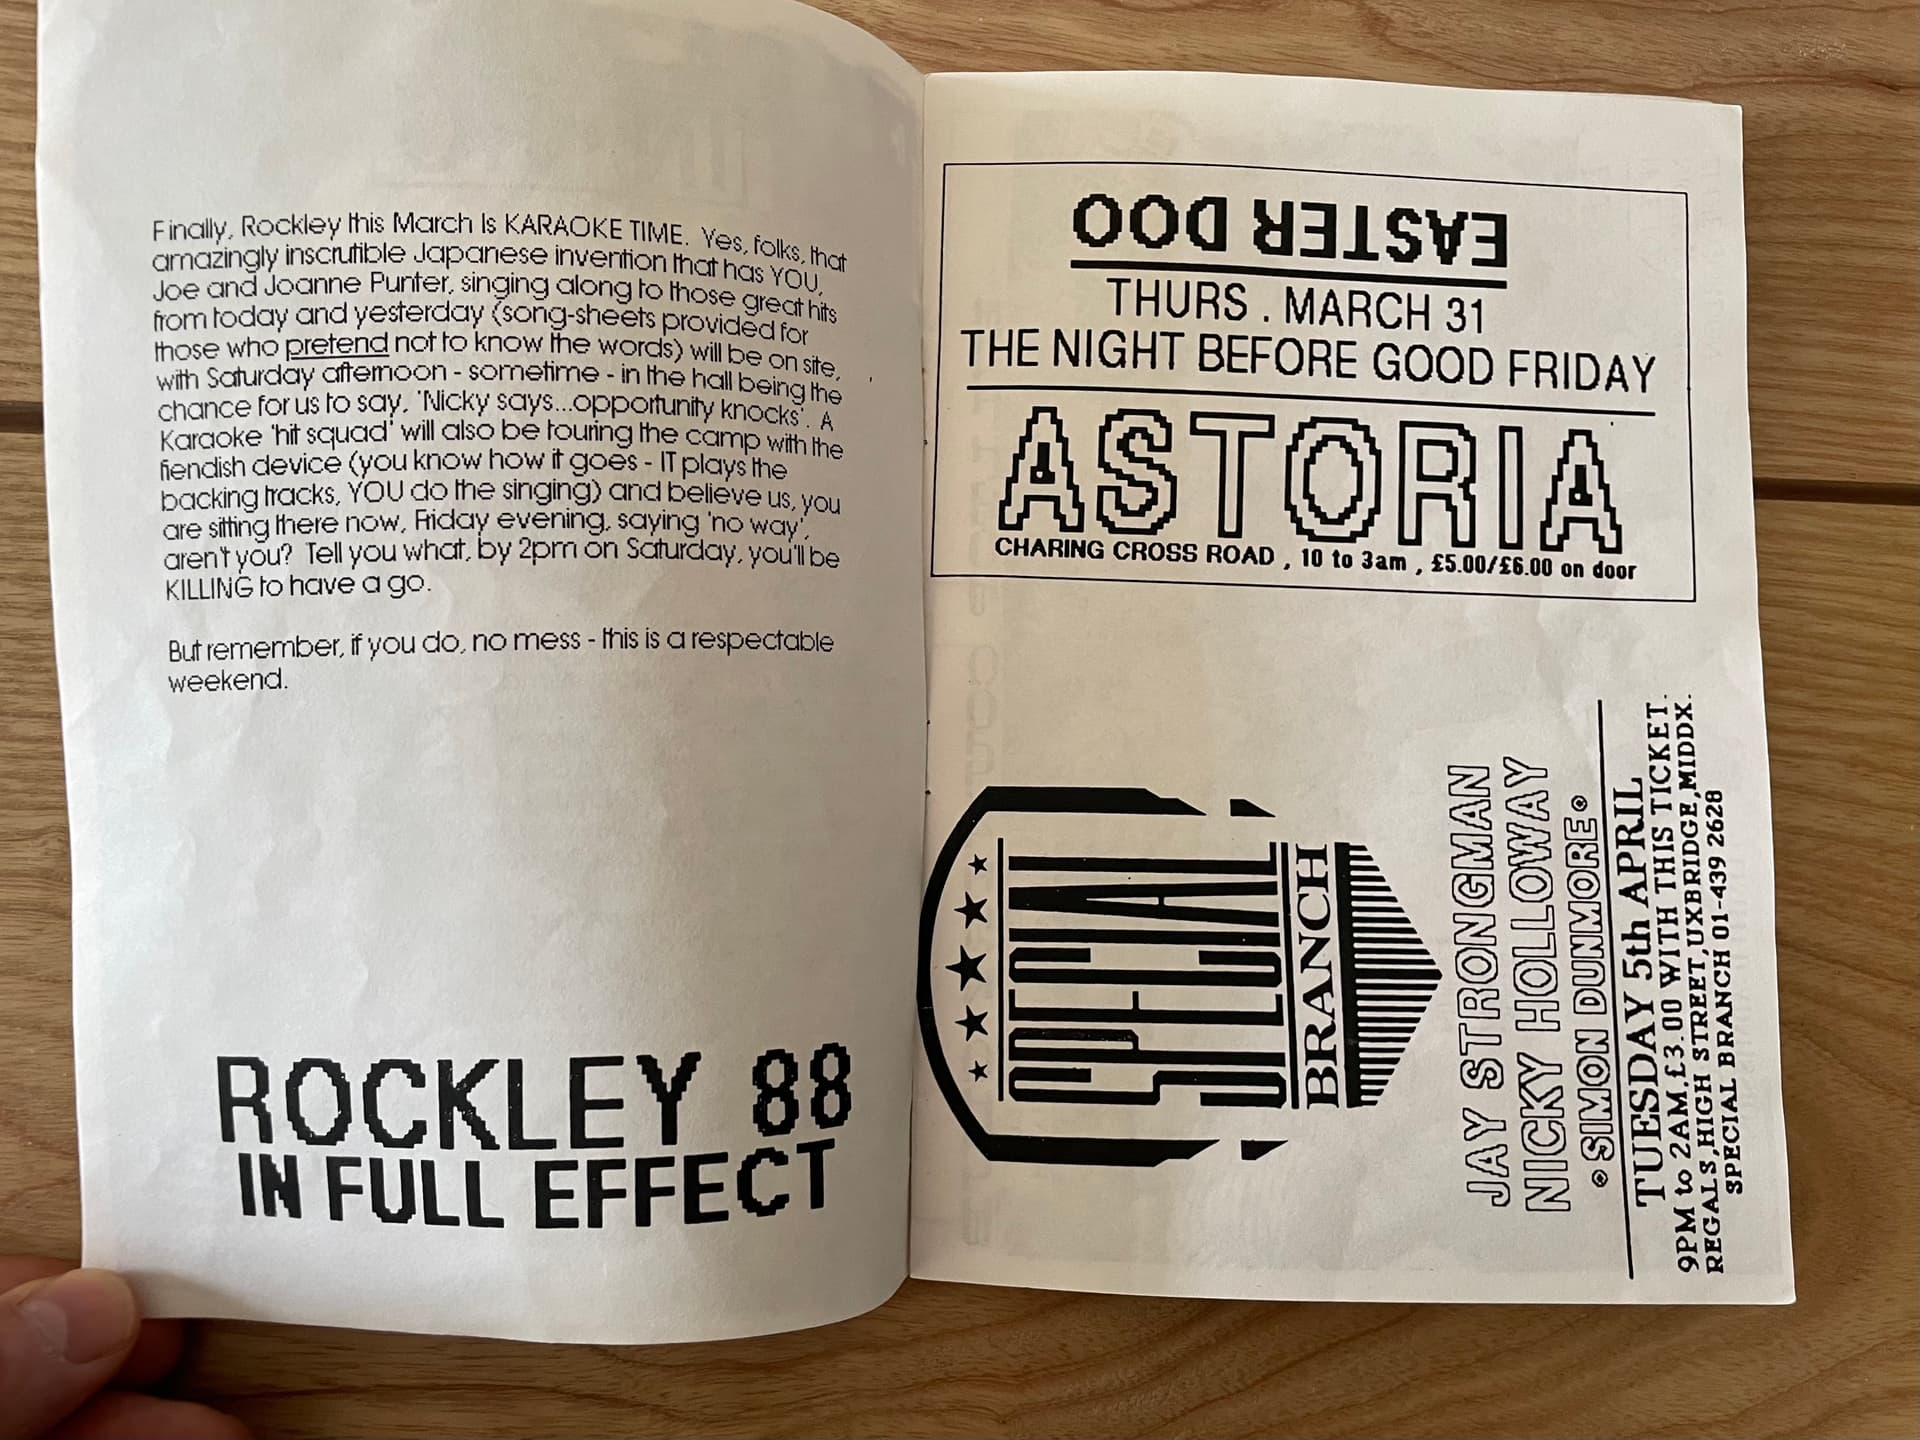 Finally, Rockley this March Is KARAOKE TIME. Yes, folks, that
amazingly inscrutible Japanese invention that has YOU,
Joe and Joanne Punter, singing along to those great hits
from today and yesterday (song-sheets provided for
those who pretend not to know the words) will be on site,
with Saturday afternoon - sometime - in the hall being the
chance for us to say, 'Nicky says...opportunity knocks'. A
Karaoke 'hit squad' will also be touring the camp with the
fiendish device (you know how it goes - IT plays the
backing tracks, YOU do the singing) and believe us, you
are sitting there now, Friday evening, saying 'no way',
aren't you? Tell you what, by 2pm on Saturday, you'll be
KILLING to have a go.
But remember, if you do, no mess - this is a respectable
weekend.
ROCKLEY 88
IN FULL EFFECT
EASTER DOO
THURS . MARCH 31
THE NIGHT BEFORE GOOD FRIDAY
ASTORIA
CHARING CROSS ROAD , 10 to 3am , £5.00/£6.00 on door
SPECIAL
BRANCH
JAY STRONGMAN
NICKY HOLLOWAY
SIMON DUNMORE
TUESDAY 5th APRIL
9PM to 2AM.£3.00 WITH THIS TICKET.
REGALS,HIGH STREET,UXBRIDGE,MIDDX.
SPECIAL BRANCH 01-439 2628